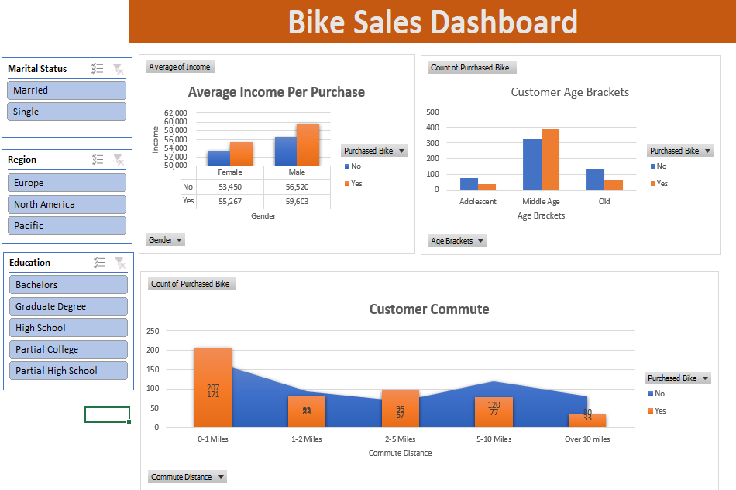 Bike Sales Dashboard
Marital Status
Married
Single
Region
Europe
North America
Pacific
Education
Bachelors
Graduate Degree
High School
Partial College
Partial High School
Average of Income
Average Income Per Purchase
62,000
60,000
58,000
56,000
54,000
52,000
50,000
Income
Female Male
No 53,450 56,520
Yes 55,267 59,603
Gender
Purchased Bike
No
Yes
Gender
Count of Purchased Bike
Customer Age Brackets
500
400
300
200
100
0
Adolescent Middle Age Old
Age Brackets
Purchased Bike
No
Yes
Age Brackets
Count of Purchased Bike
Customer Commute
250
200
150
100
50
0
207
171
120
77
33
0-1 Miles 1-2 Miles 2-5 Miles 5-10 Miles Over 10 miles
Commute Distance
Purchased Bike
No
Yes
Commute Distance